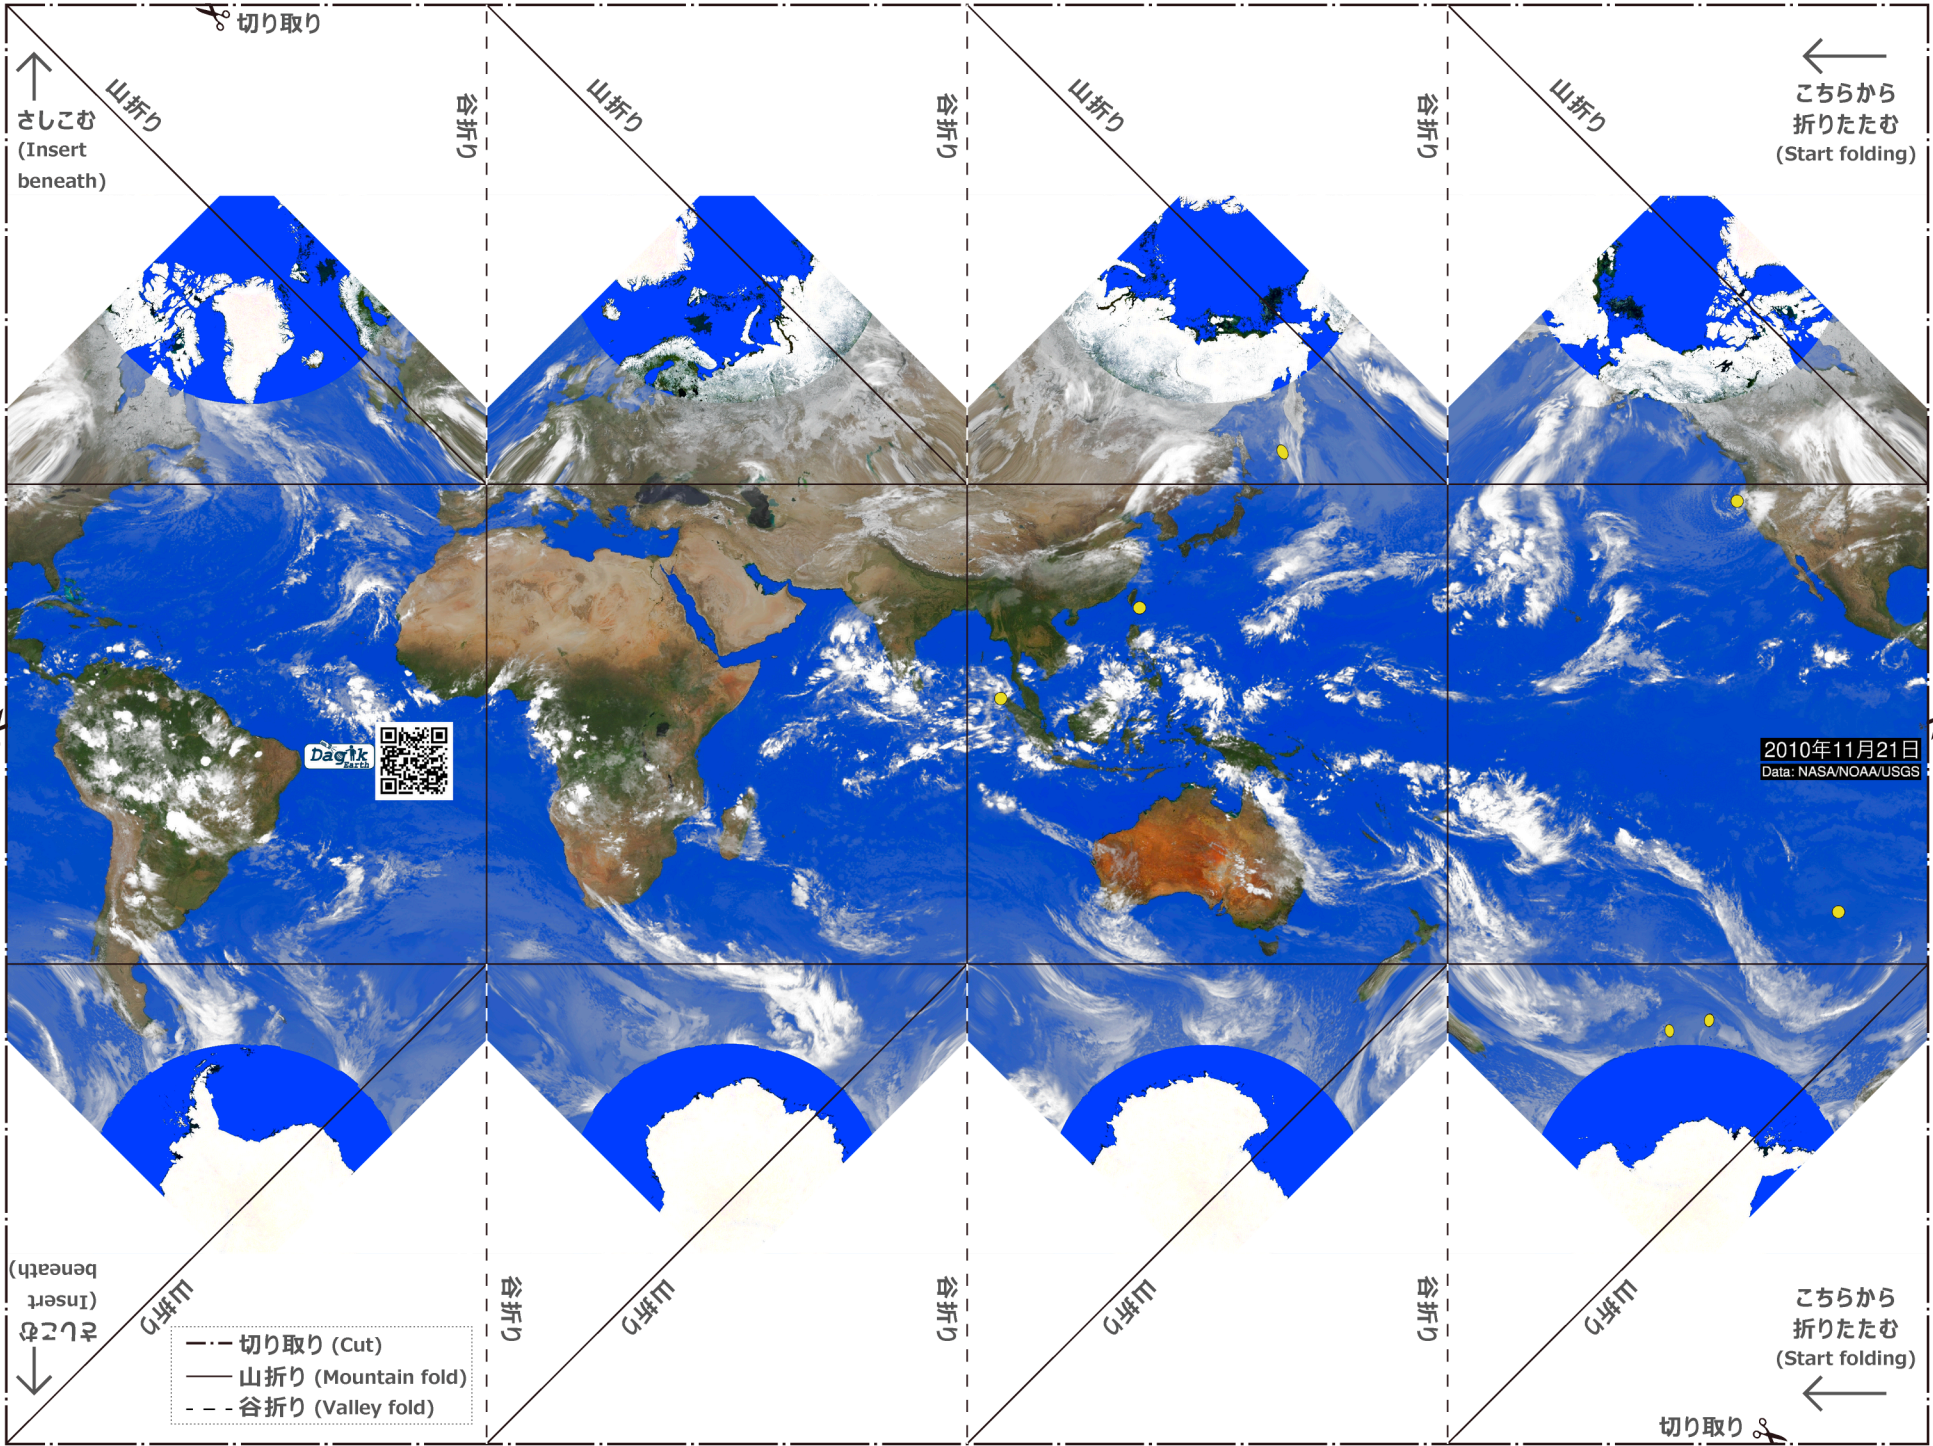 切り取り
山折り
谷折り
山折り
谷折り
山折り
谷折り
山折り
さしこむ
(Insert
beneath)
こちらから
折りたたむ
(Start folding)
Dagik
Earth
2010年11月21日
Data: NASA/NOAA/USGS
さしこむ
(Insert
beneath)
山折り
谷折り
山折り
谷折り
山折り
谷折り
山折り
切り取り (Cut)
山折り (Mountain fold)
谷折り (Valley fold)
こちらから
折りたたむ
(Start folding)
切り取り